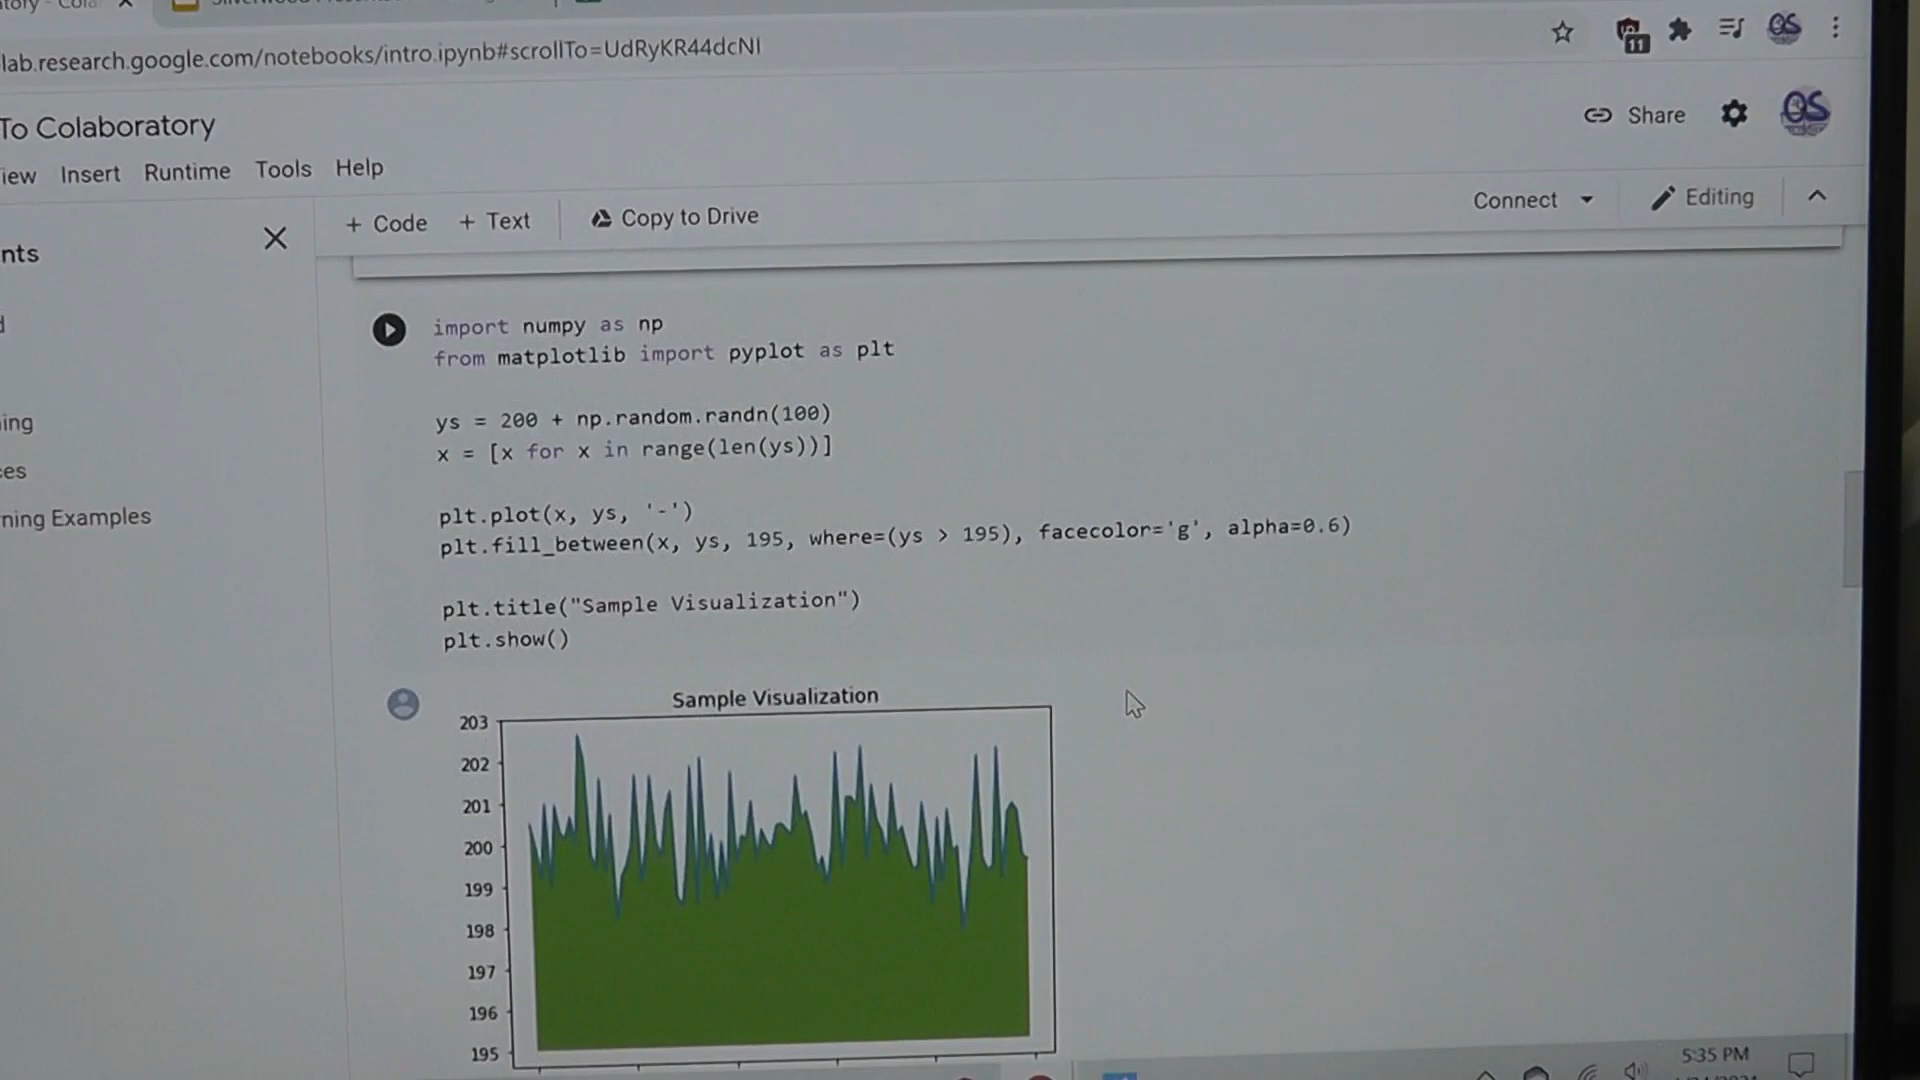 lab.research.google.com/notebooks/intro.ipynb#scrollTo=UdRyKR44dcNI
11
To Colaboratory
Share
QS
iew Insert Runtime Tools Help
+ Code + Text Copy to Drive
Connect
Editing
nts
ing
ces
ning Examples
import numpy as np
from matplotlib import pyplot as plt
ys = 200 + np.random.randn(100)
x = [x for x in range(len(ys))]
plt.plot(x, ys, '-')
plt.fill_between(x, ys, 195, where=(ys > 195), facecolor='g', alpha=0.6)
plt.title("Sample Visualization")
plt.show()
Sample Visualization
203
202
201
200
199
198
197
196
195
5:35 PM